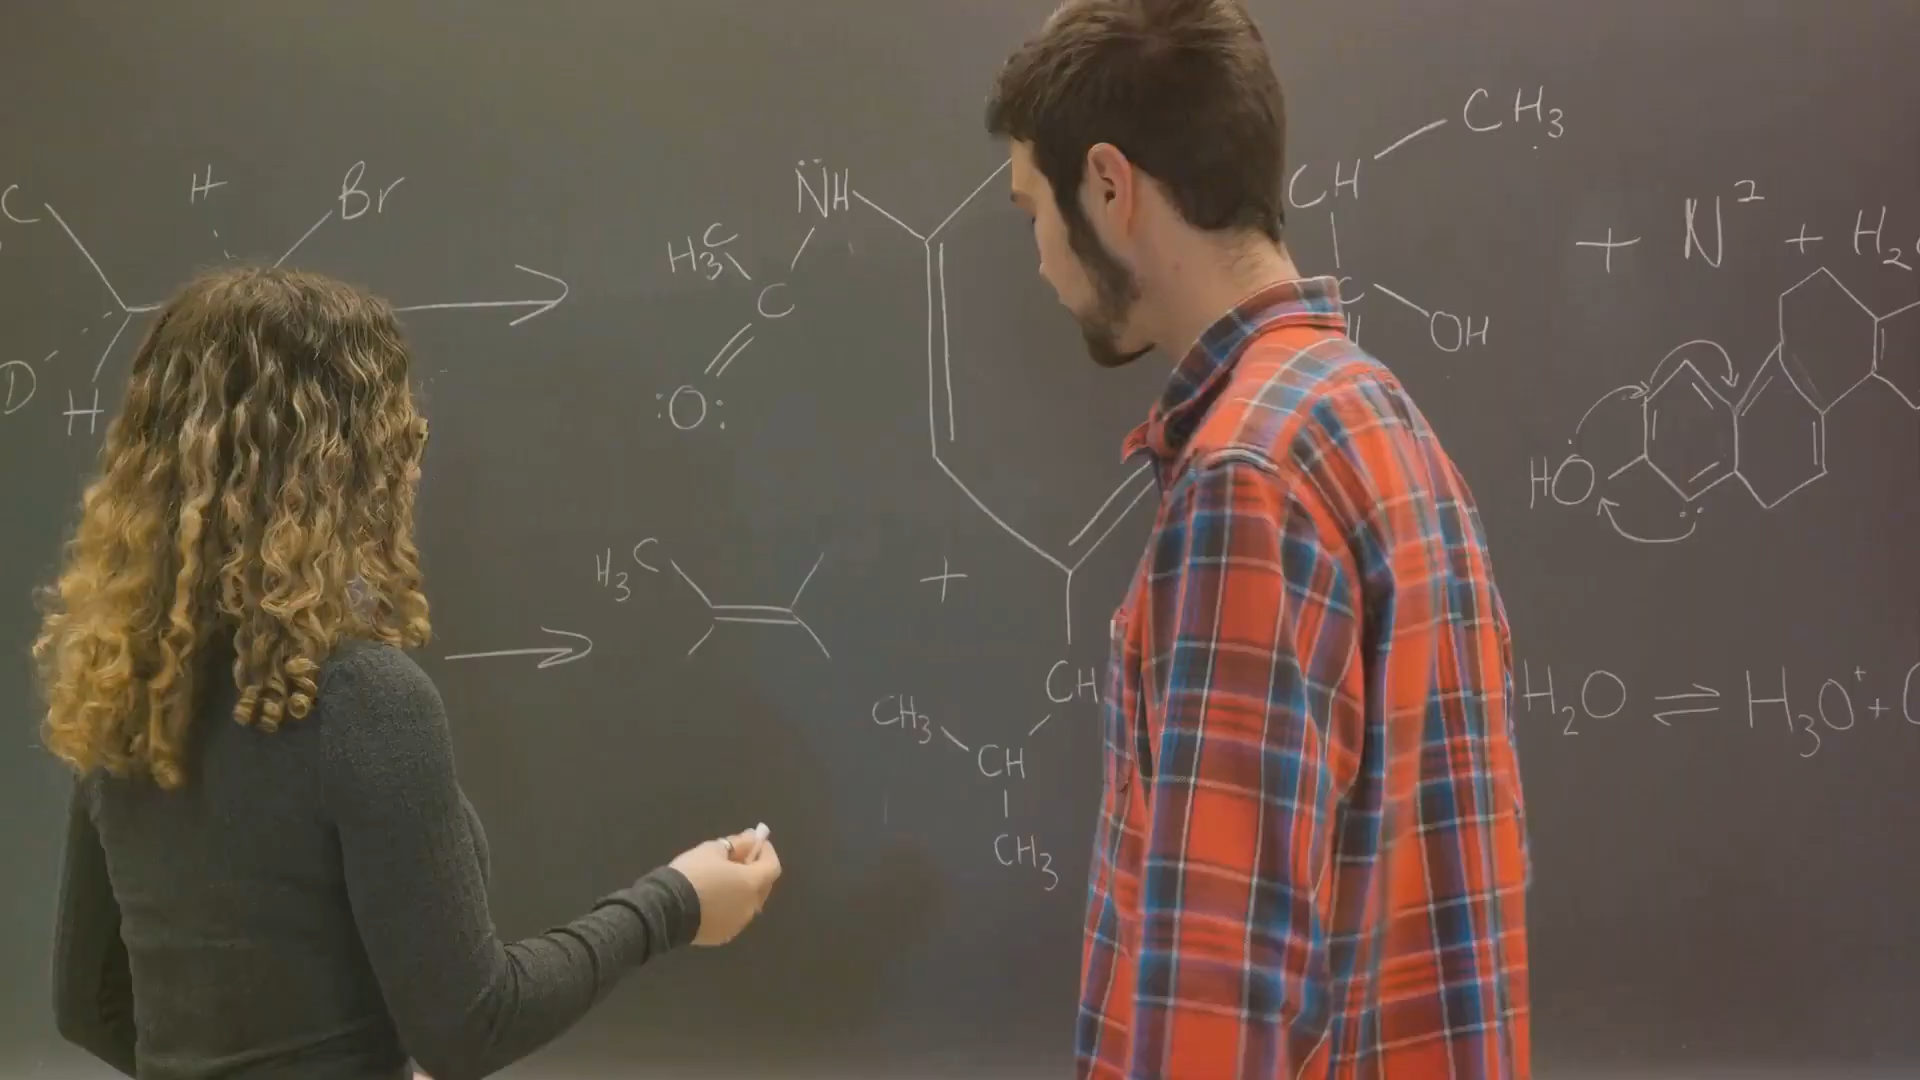 C H Br
D H
NH
H3C C
:O:
CH CH3
C OH
+ N² + H₂
HO
H₃C
+
CH
CH₃ CH
CH₃
H₂O ⇌ H₃O⁺ +